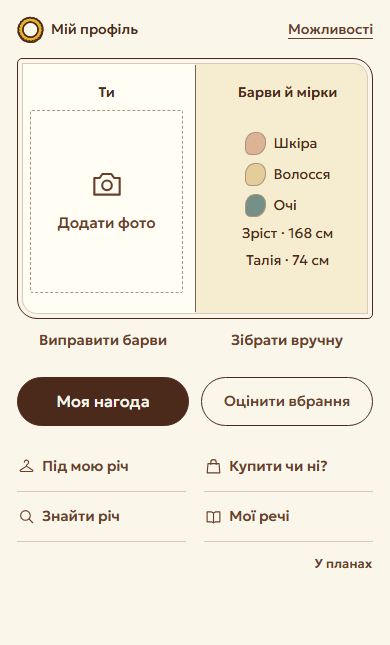 Мій профіль
Можливості
Ти
Барви й мірки
Додати фото
Шкіра
Волосся
Очі
Зріст · 168 см
Талія · 74 см
Виправити барви
Зібрати вручну
Моя нагода
Оцінити вбрання
Під мою річ
Купити чи ні?
Знайти річ
Мої речі
У планах